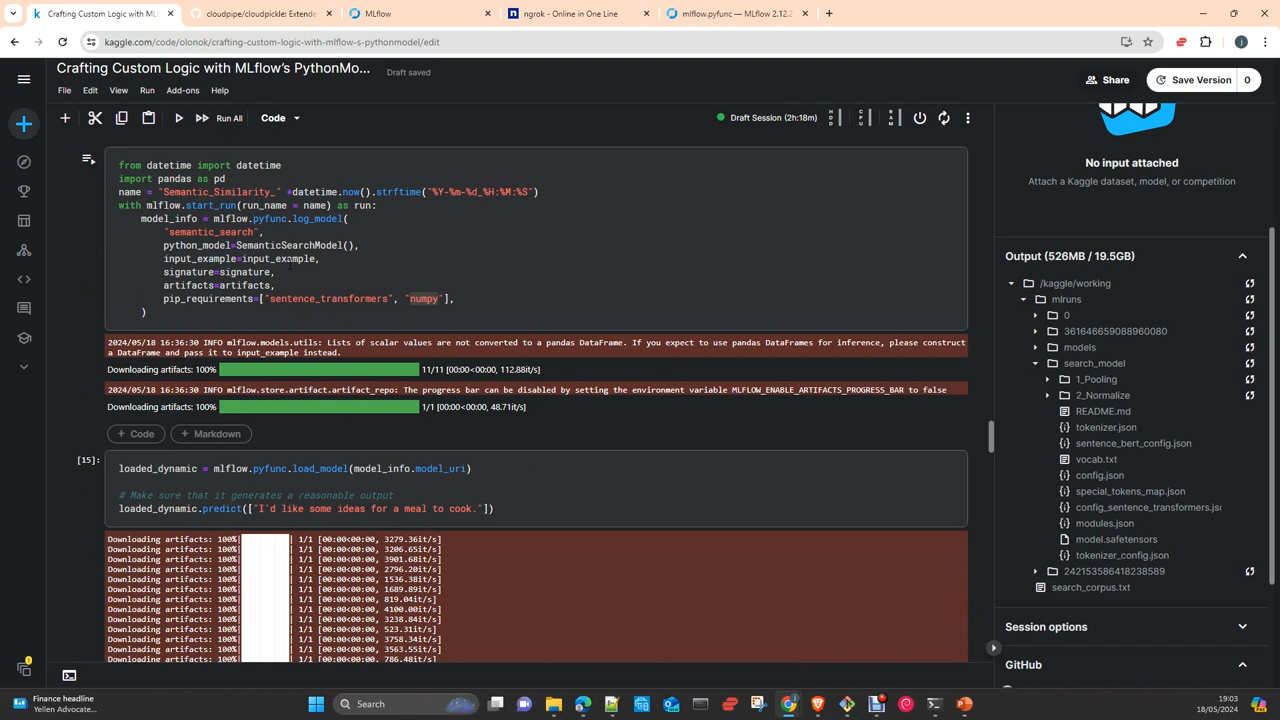 Crafting Custom Logic with ML
cloudpipe/cloudpickle: Extende
MLflow
ngrok - Online in One Line
mlflow.pyfunc — MLflow 2.12.2
kaggle.com/code/olonok/crafting-custom-logic-with-mlflow-s-pythonmodel/edit
Crafting Custom Logic with MLflow's PythonMo...
Draft saved
Share
Save Version
0
File
Edit
View
Run
Add-ons
Help
Run All
Code
Draft Session (2h:18m)
from datetime import datetime
import pandas as pd
name = "Semantic_Similarity_" +datetime.now().strftime("%Y-%m-%d_%H:%M:%S")
with mlflow.start_run(run_name = name) as run:
model_info = mlflow.pyfunc.log_model(
"semantic_search",
python_model=SemanticSearchModel(),
input_example=input_example,
signature=signature,
artifacts=artifacts,
pip_requirements=["sentence_transformers", "numpy"],
)
2024/05/18 16:36:30 INFO mlflow.models.utils: Lists of scalar values are not converted to a pandas DataFrame. If you expect to use pandas DataFrames for inference, please construct
a DataFrame and pass it to input_example instead.
Downloading artifacts: 100% 11/11 [00:00<00:00, 112.88it/s]
2024/05/18 16:36:30 INFO mlflow.store.artifact.artifact_repo: The progress bar can be disabled by setting the environment variable MLFLOW_ENABLE_ARTIFACTS_PROGRESS_BAR to false
Downloading artifacts: 100% 1/1 [00:00<00:00, 48.71it/s]
+ Code
+ Markdown
[15]:
loaded_dynamic = mlflow.pyfunc.load_model(model_info.model_uri)
# Make sure that it generates a reasonable output
loaded_dynamic.predict(["I'd like some ideas for a meal to cook."])
Downloading artifacts: 100%| | 1/1 [00:00<00:00, 3279.36it/s]
Downloading artifacts: 100%| | 1/1 [00:00<00:00, 3206.65it/s]
Downloading artifacts: 100%| | 1/1 [00:00<00:00, 3901.68it/s]
Downloading artifacts: 100%| | 1/1 [00:00<00:00, 2796.20it/s]
Downloading artifacts: 100%| | 1/1 [00:00<00:00, 1536.38it/s]
Downloading artifacts: 100%| | 1/1 [00:00<00:00, 1689.89it/s]
Downloading artifacts: 100%| | 1/1 [00:00<00:00, 819.04it/s]
Downloading artifacts: 100%| | 1/1 [00:00<00:00, 4100.00it/s]
Downloading artifacts: 100%| | 1/1 [00:00<00:00, 3238.84it/s]
Downloading artifacts: 100%| | 1/1 [00:00<00:00, 523.31it/s]
Downloading artifacts: 100%| | 1/1 [00:00<00:00, 3758.34it/s]
Downloading artifacts: 100%| | 1/1 [00:00<00:00, 3563.55it/s]
Downloading artifacts: 100%| | 1/1 [00:00<00:00, 786.48it/s]
No input attached
Attach a Kaggle dataset, model, or competition
Output (526MB / 19.5GB)
/kaggle/working
mlruns
0
361646659088960080
models
search_model
1_Pooling
2_Normalize
README.md
tokenizer.json
sentence_bert_config.json
vocab.txt
config.json
special_tokens_map.json
config_sentence_transformers.jsc
modules.json
model.safetensors
tokenizer_config.json
242153586418238589
search_corpus.txt
Session options
GitHub
Finance headline
Yellen Advocate...
Search
19:03
18/05/2024